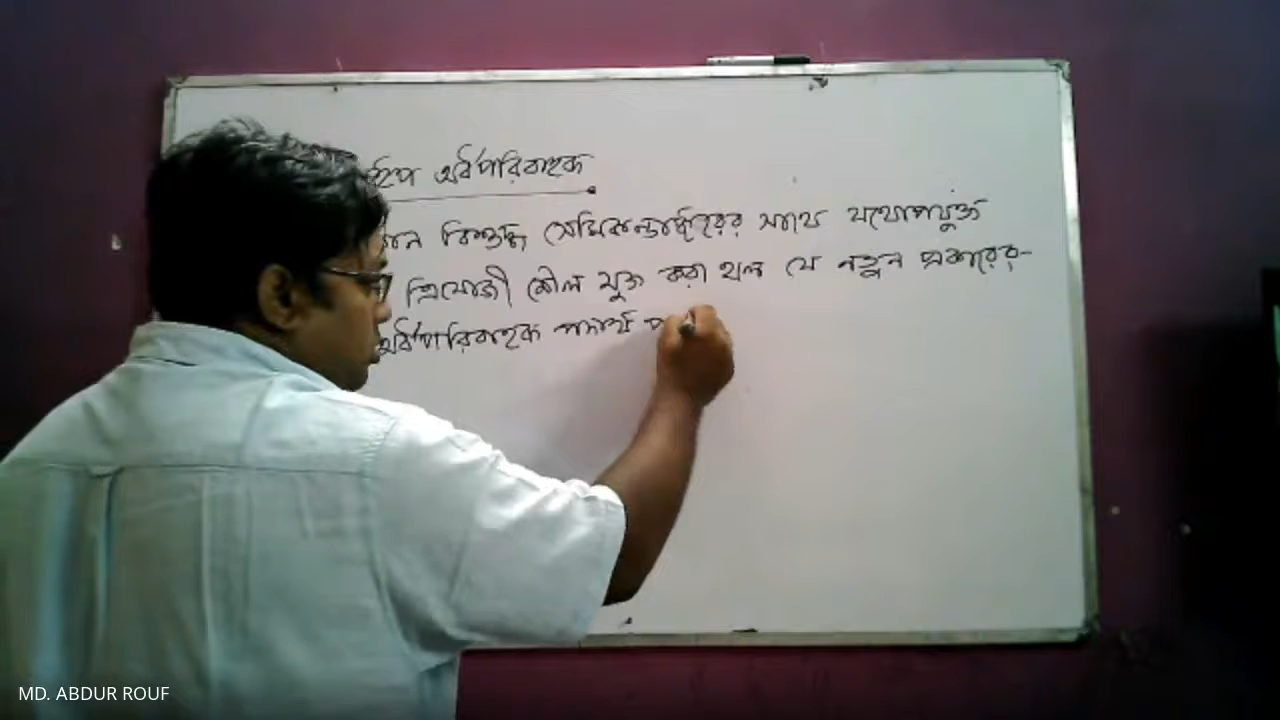 টাইপ অর্ধপরিবাহক
কোন বিশুদ্ধ সেমিকন্ডাক্টরের সাথে যথোপযুক্ত
ত্রিযোজী মৌল যুক্ত করা হলে যে নতুন প্রকারের
অর্ধপরিবাহক পদার্থ
MD. ABDUR ROUF